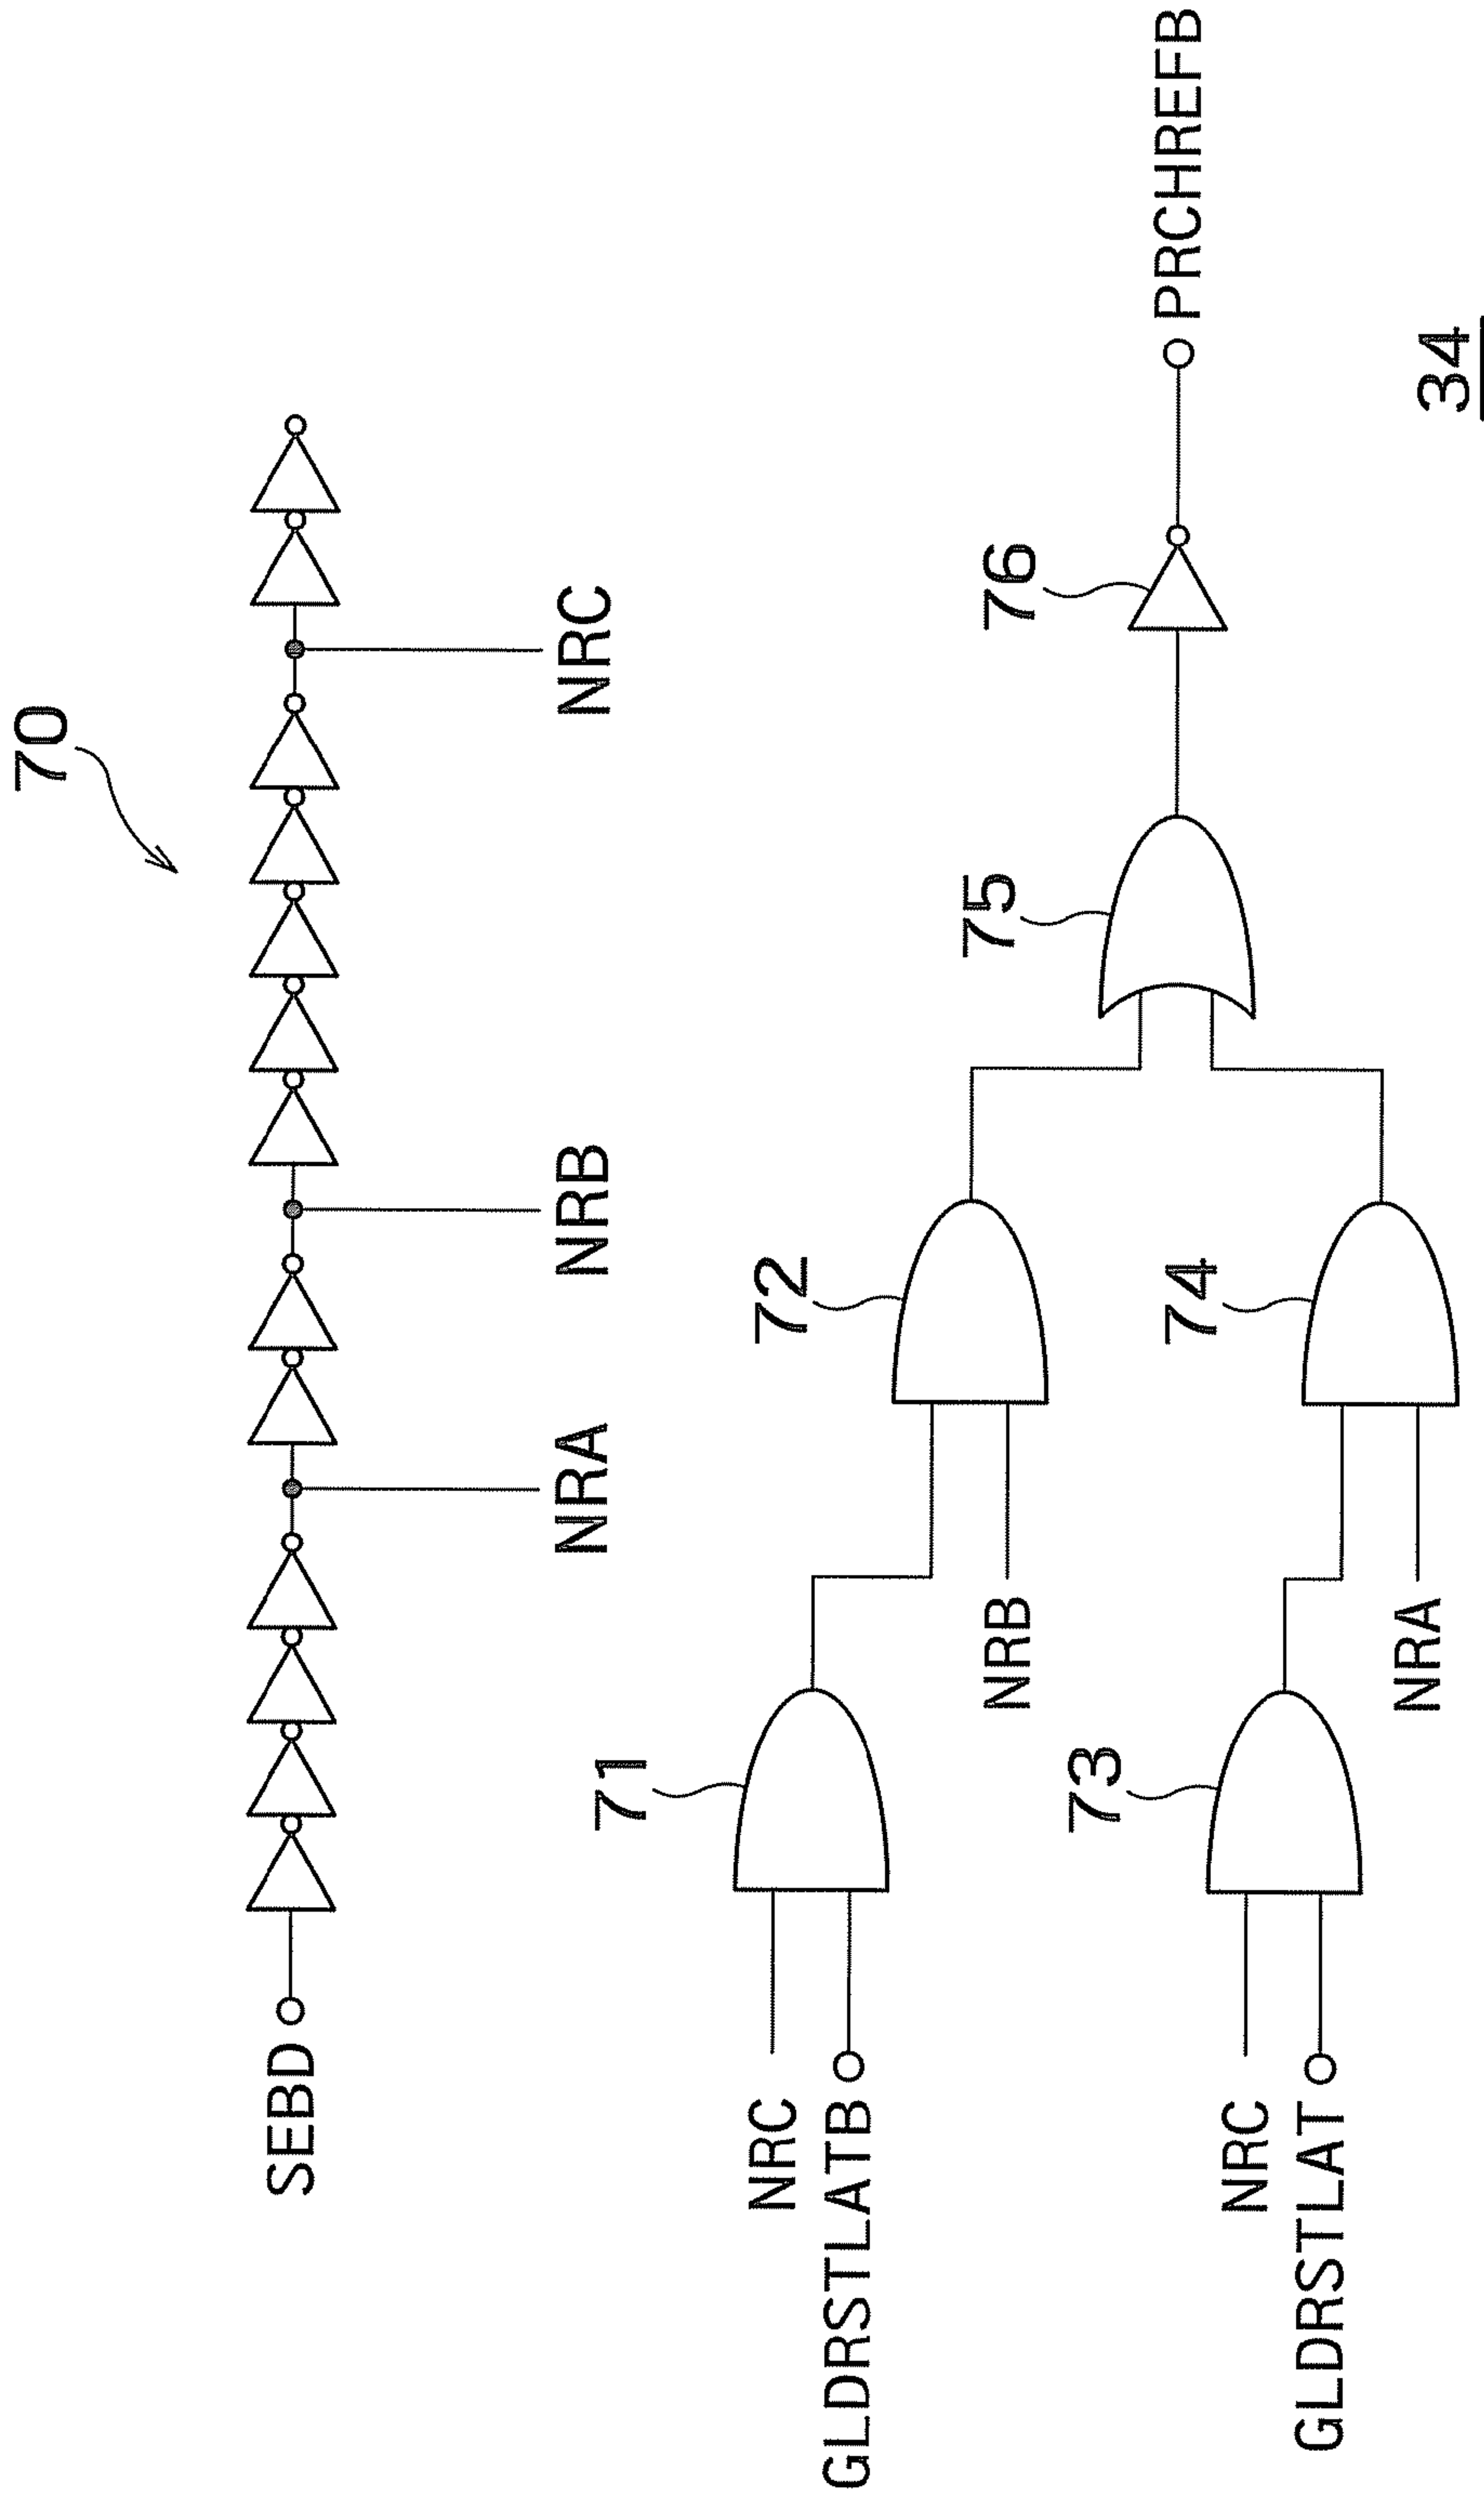 70
SEBD
NRA
NRB
NRC
71
NRC
GLDRSTLATB
72
NRB
73
NRC
GLDRSTLAT
74
NRA
75
76
PRCHREFB
34